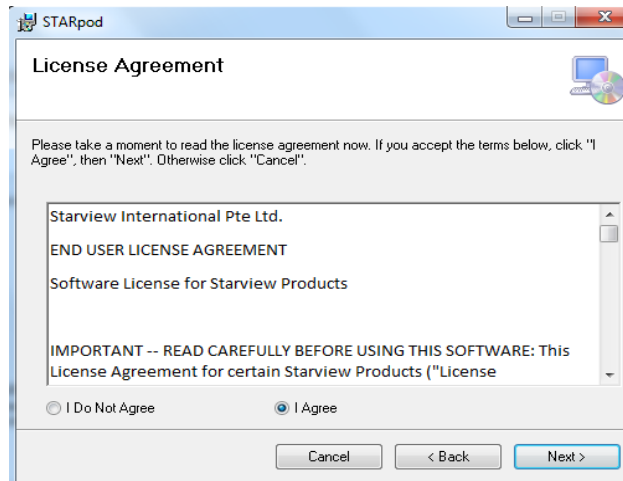 STARpod
License Agreement
Please take a moment to read the license agreement now. If you accept the terms below, click "I
Agree", then "Next". Otherwise click "Cancel".
Starview International Pte Ltd.
END USER LICENSE AGREEMENT
Software License for Starview Products
IMPORTANT -- READ CAREFULLY BEFORE USING THIS SOFTWARE: This
License Agreement for certain Starview Products ("License
I Do Not Agree
I Agree
Cancel
< Back
Next >